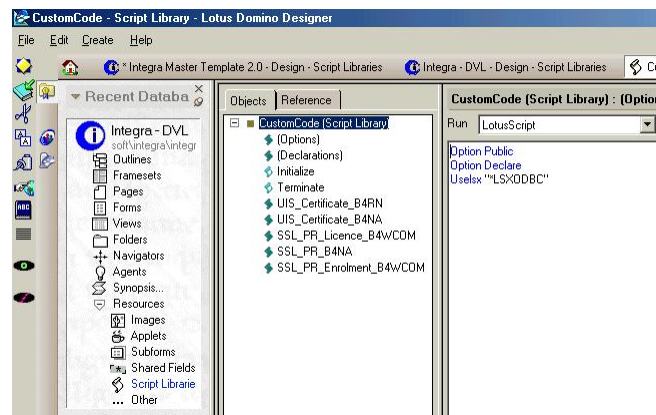 CustomCode - Script Library - Lotus Domino Designer
File Edit Create Help
* Integra Master Template 2.0 - Design - Script Libraries
Integra - DVL - Design - Script Libraries
Recent Databa
Integra - DVL
soft\integra\integr
Outlines
Framesets
Pages
Forms
Views
Folders
Navigators
Agents
Synopsis...
Resources
Images
Applets
Subforms
Shared Fields
Script Librarie
... Other
ABC
Objects Reference
CustomCode (Script Library)
(Options)
(Declarations)
Initialize
Terminate
UIS_Certificate_B4RN
UIS_Certificate_B4NA
SSL_PR_Licence_B4WCOM
SSL_PR_B4NA
SSL_PR_Enrolment_B4WCOM
CustomCode (Script Library) : (Option
Run LotusScript
Option Public
Option Declare
Uselsx "*LSXODBC"